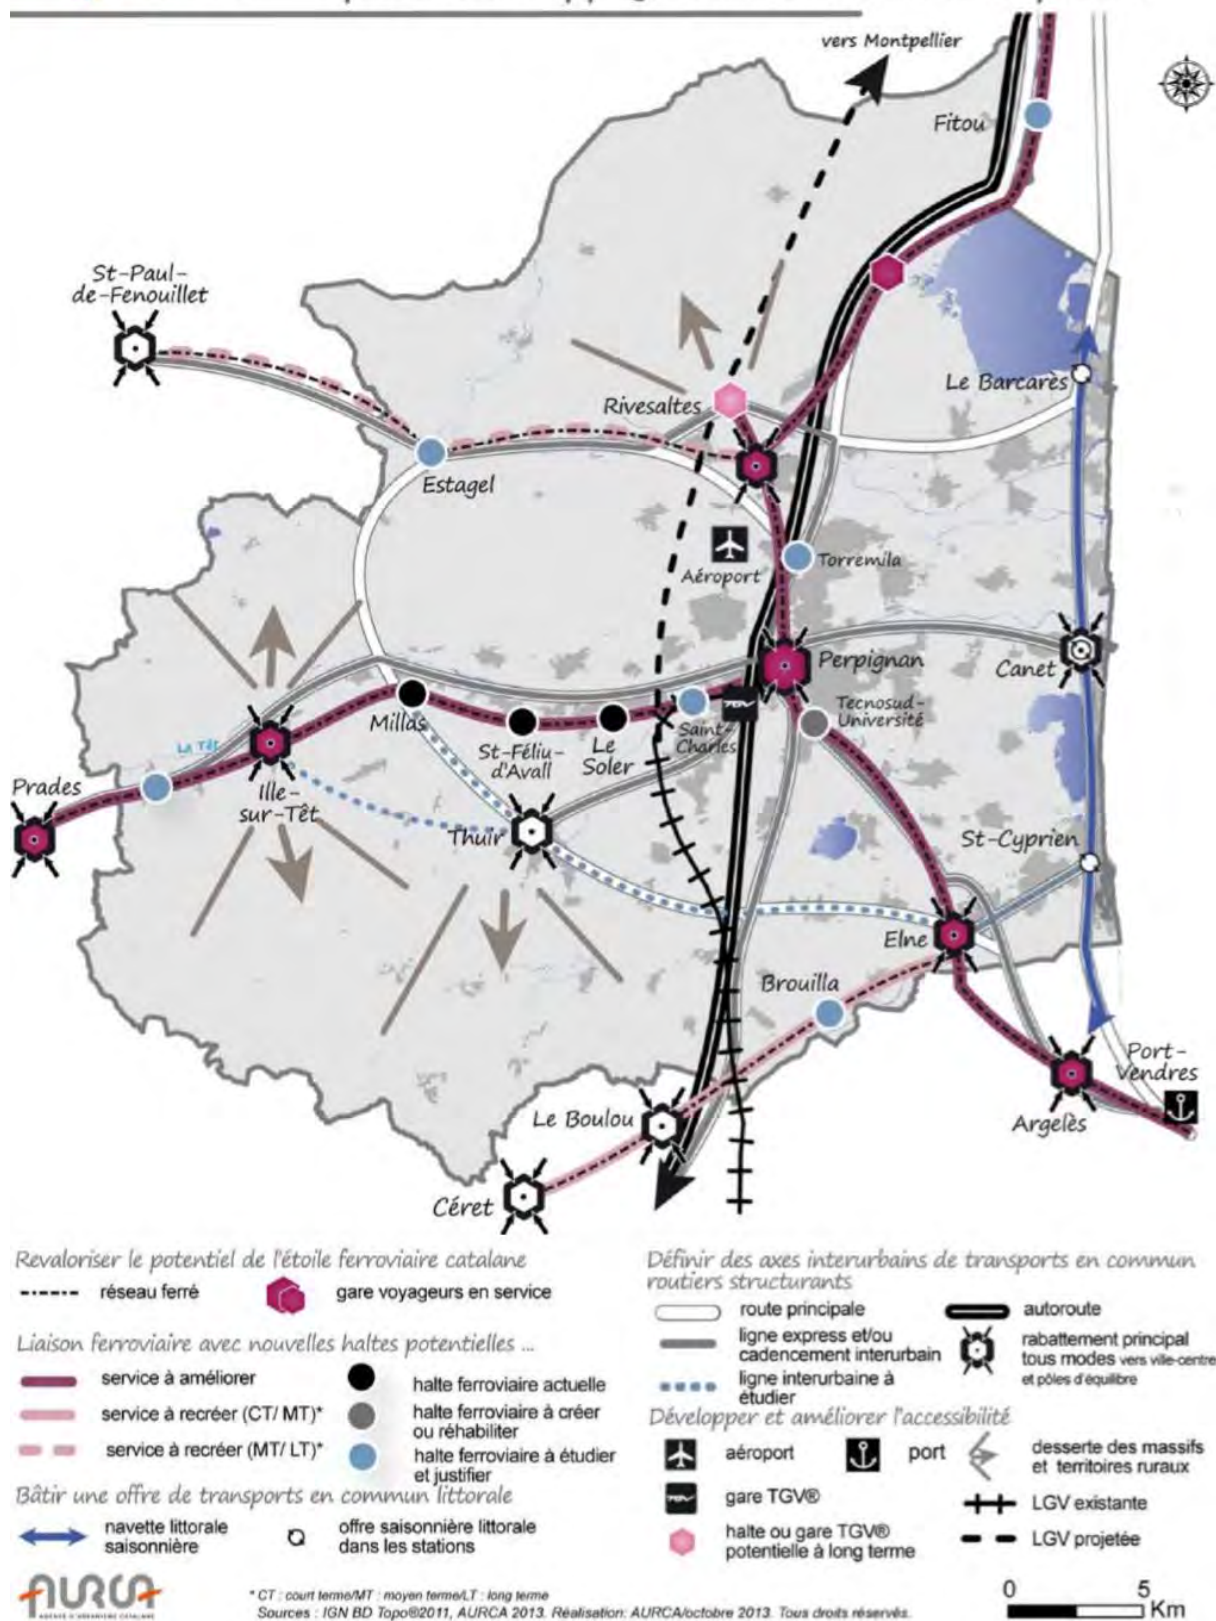 vers Montpellier
Fitou
St-Paul-
de-Fenouillet
Le Barcarès
Rivesaltes
Estagel
Aéroport
Torremila
Perpignan
Canet
Millas
Tecnosud-
Université
St-Féliu-
d'Avall
Le
Soler
Saint-
Charles
TGV
La Têt
Prades
Ille-
sur-Têt
Thuir
St-Cyprien
Elne
Brouilla
Port-
Vendres
Le Boulou
Argelès
Céret
Revaloriser le potentiel de l'étoile ferroviaire catalane
réseau ferré
gare voyageurs en service
Liaison ferroviaire avec nouvelles haltes potentielles ...
service à améliorer
halte ferroviaire actuelle
service à recréer (CT/ MT)*
halte ferroviaire à créer
ou réhabiliter
service à recréer (MT/ LT)*
halte ferroviaire à étudier
et justifier
Bâtir une offre de transports en commun littorale
navette littorale
saisonnière
offre saisonnière littorale
dans les stations
Définir des axes interurbains de transports en commun
routiers structurants
route principale
autoroute
ligne express et/ou
cadencement interurbain
rabattement principal
tous modes vers ville-centre
et pôles d'équilibre
ligne interurbaine à
étudier
Développer et améliorer l'accessibilité
aéroport
port
desserte des massifs
et territoires ruraux
TGV
gare TGV®
LGV existante
halte ou gare TGV®
potentielle à long terme
LGV projetée
AURCA
AGENCE D'URBANISME CATALANE
* CT : court terme/MT : moyen terme/LT : long terme
Sources : IGN BD Topo®2011, AURCA 2013. Réalisation: AURCA/octobre 2013. Tous droits réservés.
0 5
Km